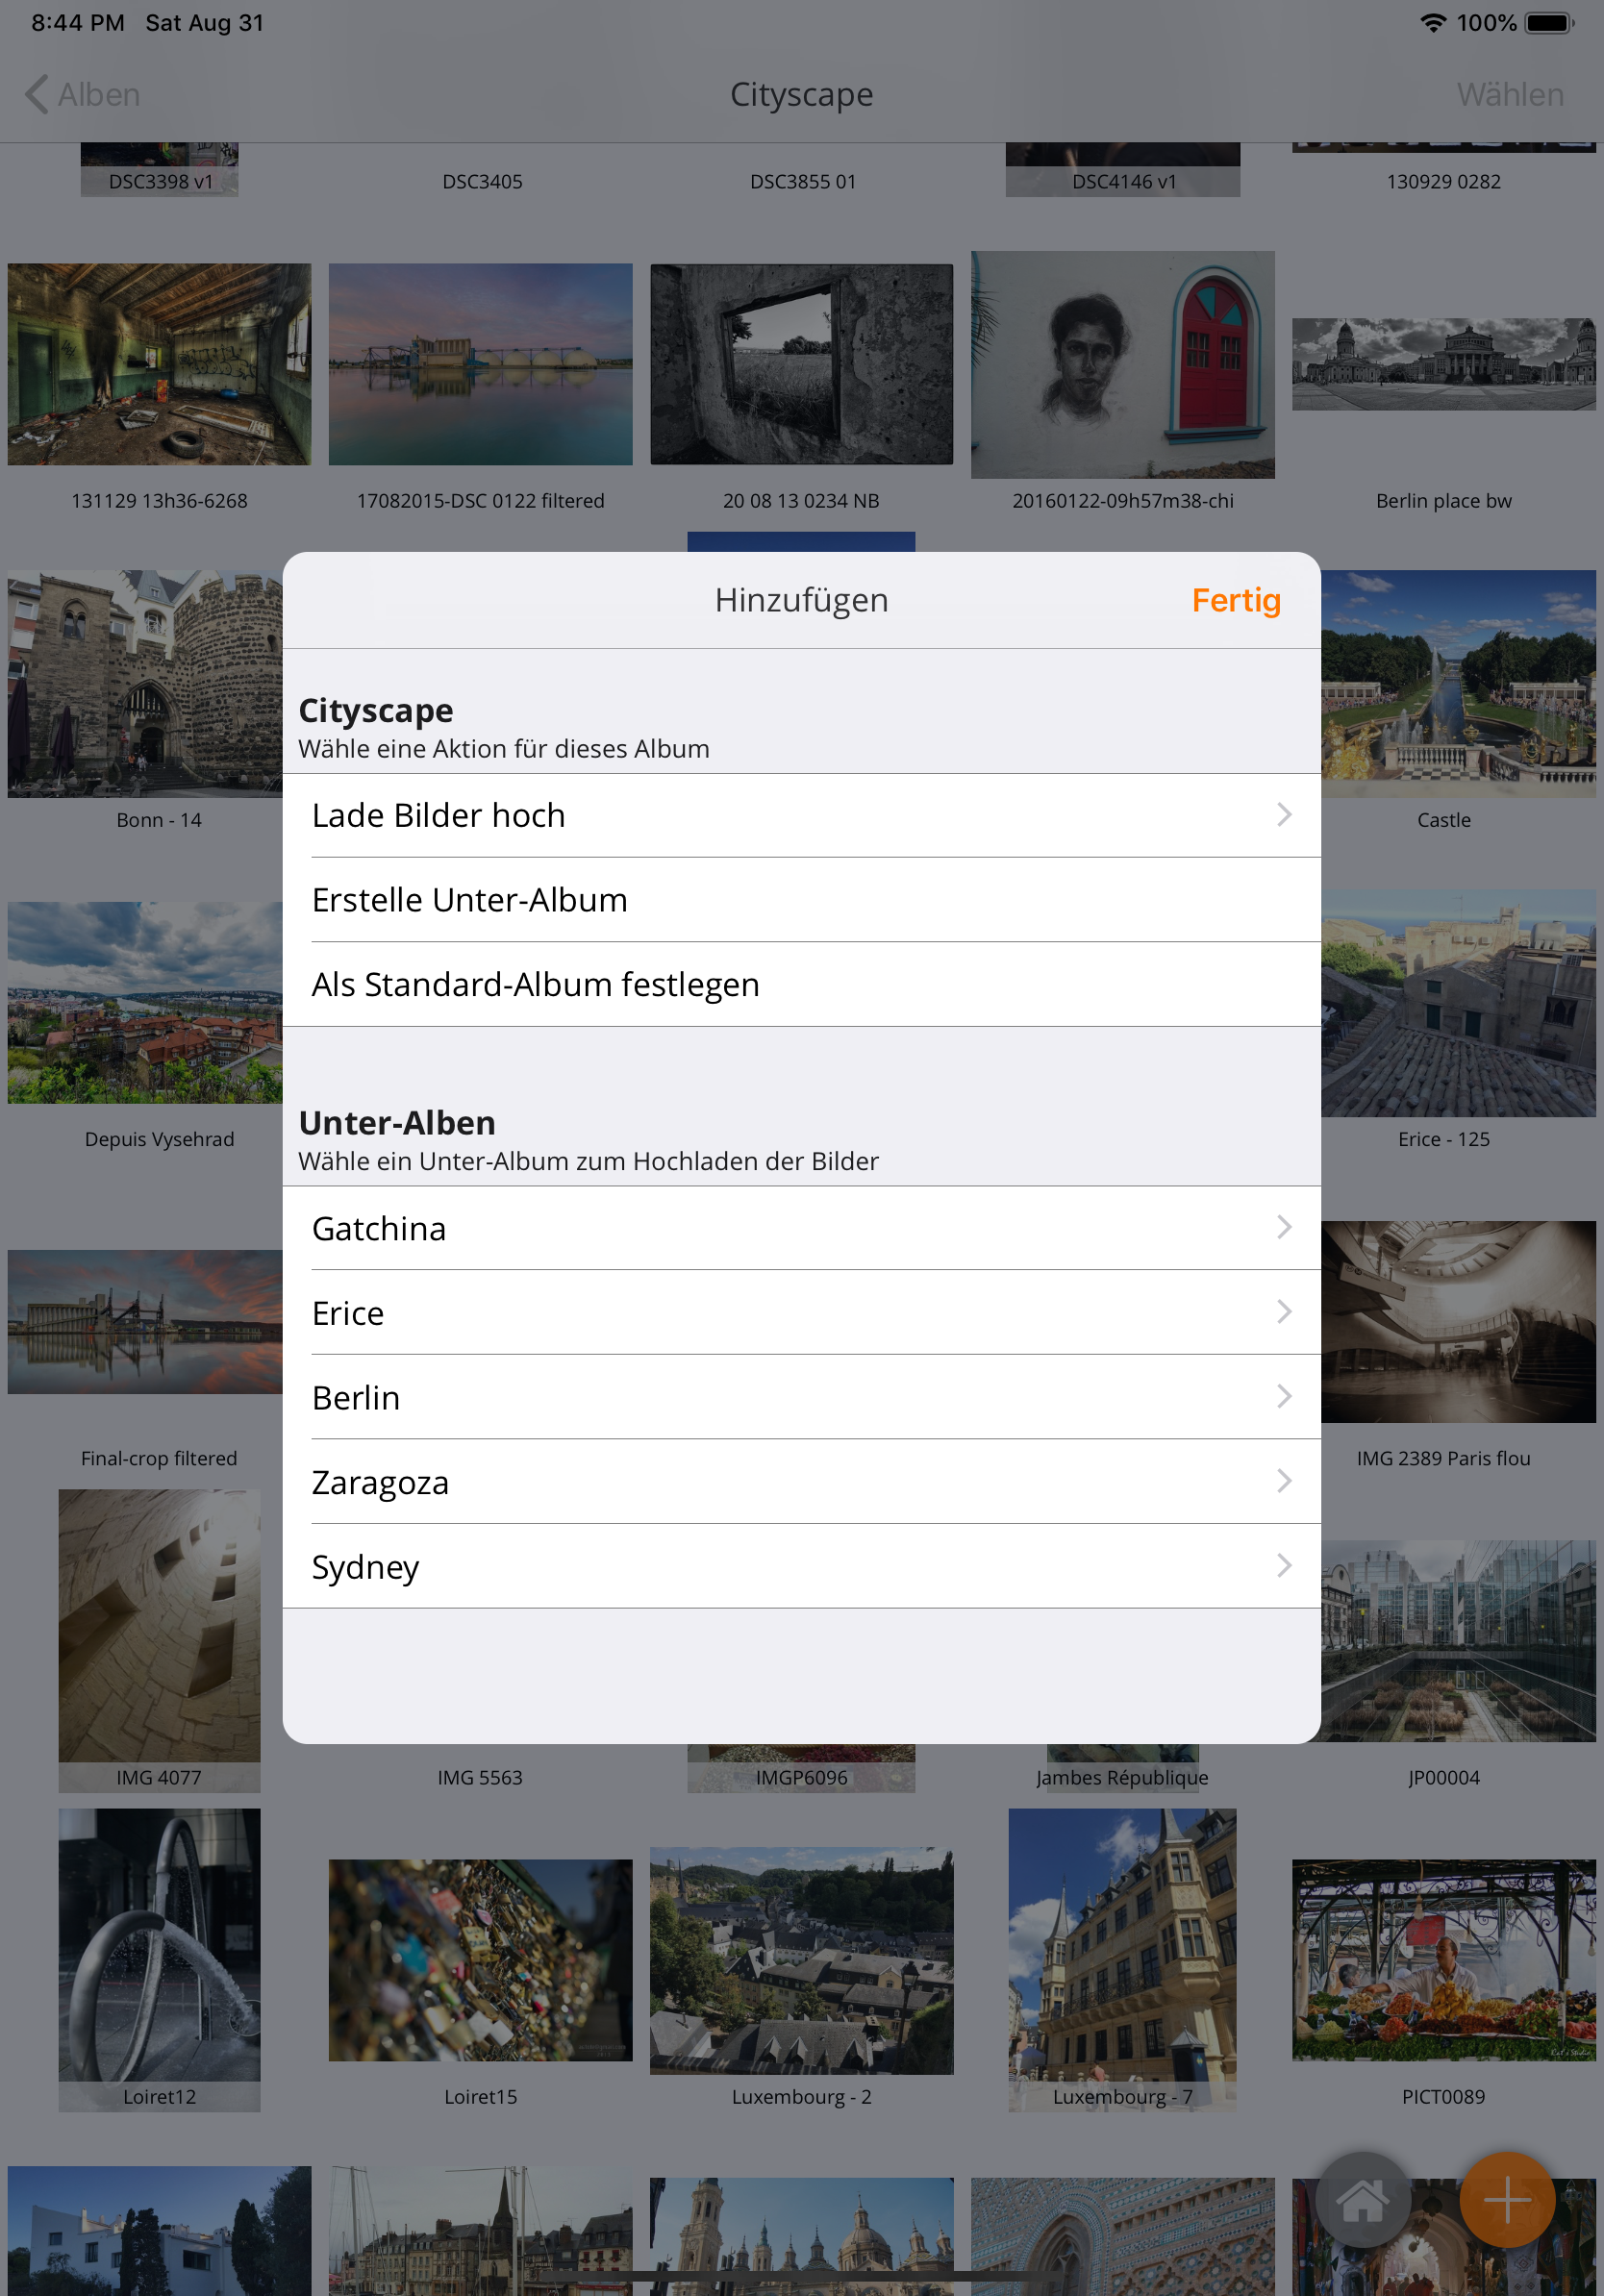 8:44 PM Sat Aug 31
100%
Alben
Cityscape
Wählen
DSC3398 v1
DSC3405
DSC3855 01
DSC4146 v1
130929 0282
131129 13h36-6268
17082015-DSC 0122 filtered
20 08 13 0234 NB
20160122-09h57m38-chi
Berlin place bw
Hinzufügen
Fertig
Cityscape
Wähle eine Aktion für dieses Album
Lade Bilder hoch
Erstelle Unter-Album
Als Standard-Album festlegen
Unter-Alben
Wähle ein Unter-Album zum Hochladen der Bilder
Gatchina
Erice
Berlin
Zaragoza
Sydney
Bonn - 14
Castle
Depuis Vysehrad
Erice - 125
Final-crop filtered
IMG 2389 Paris flou
IMG 4077
IMG 5563
IMGP6096
Jambes République
JP00004
Loiret12
Loiret15
Luxembourg - 2
Luxembourg - 7
PICT0089